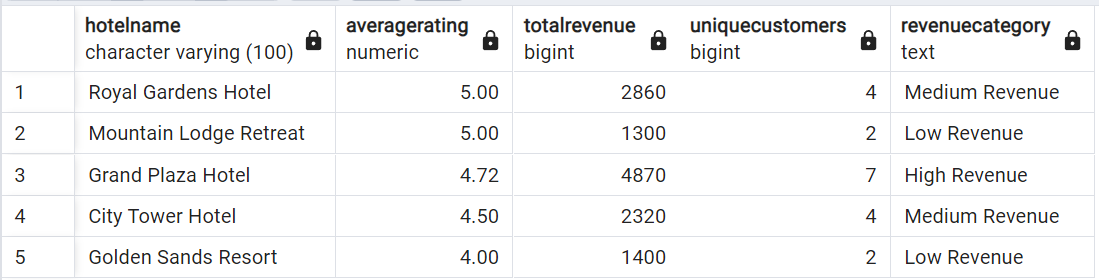 hotelname averagerating totalrevenue uniquecustomers revenuecategory
character varying (100) numeric bigint bigint text
1 Royal Gardens Hotel 5.00 2860 4 Medium Revenue
2 Mountain Lodge Retreat 5.00 1300 2 Low Revenue
3 Grand Plaza Hotel 4.72 4870 7 High Revenue
4 City Tower Hotel 4.50 2320 4 Medium Revenue
5 Golden Sands Resort 4.00 1400 2 Low Revenue